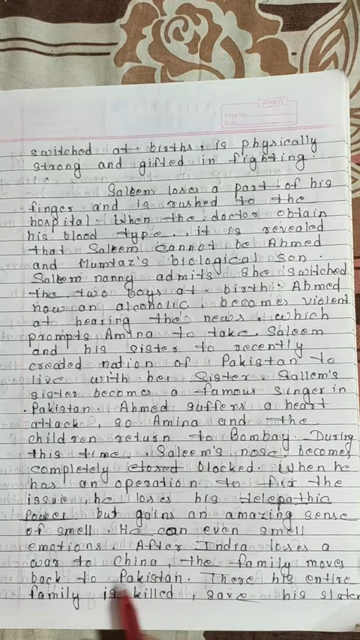 switched at births, is physically
strong and gifted in fighting.
Saleem loses a part of his
finger and is rushed to the
hospital. When the doctor obtain
his blood type, it is revealed
that Saleem cannot be Ahmed
and Mumtaz's biological son.
Saleem nanny admits she switched
the two boys at birth. Ahmed
now an alcoholic, becomes violent
at hearing the news, which
prompts Amina to take Saleem
and his sister to recently
created nation of Pakistan to
live with her Sister. Sallem's
sister becomes a famous singer in
Pakistan. Ahmed suffers a heart
attack, so Amina and the
children return to Bombay. During
this time, Saleem's nose becomes
completely closed blocked. When he
has an operation to fix the
issue, he loses his telepathic
Power but gains an amazing sense
of smell. He can even smell
emotions. After India loses a
war to China, the family moves
back to Pakistan. There his entire
family is killed, save his sister